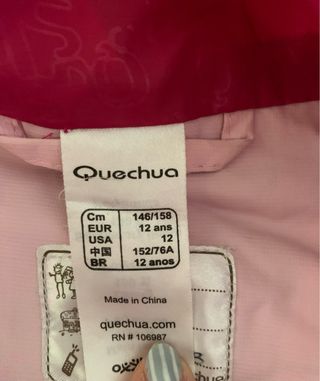 Quechua
Cm 146/158
EUR 12 ans
USA 12
中国 152/76A
BR 12 anos
Made in China
quechua.com
RN # 106987